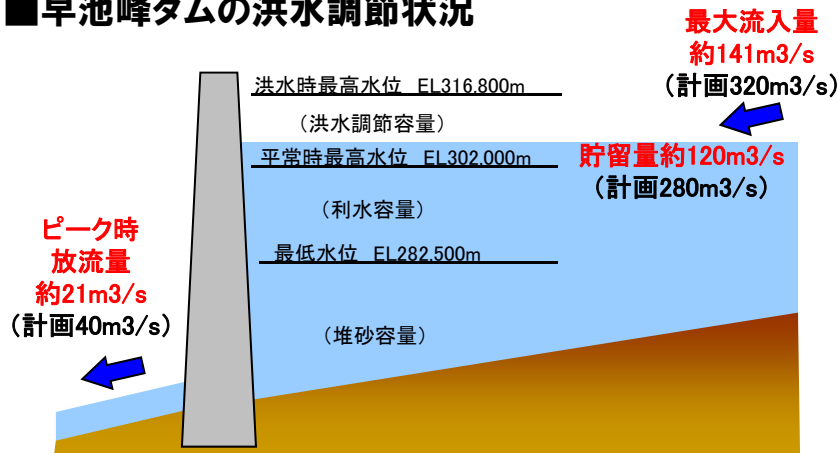 ■早池峰ダムの洪水調節状況
最大流入量
約141m3/s
（計画320m3/s）
洪水時最高水位 EL316.800m
（洪水調節容量）
平常時最高水位 EL302.000m
貯留量約120m3/s
（計画280m3/s）
（利水容量）
ピーク時
放流量
約21m3/s
（計画40m3/s）
最低水位 EL282.500m
（堆砂容量）